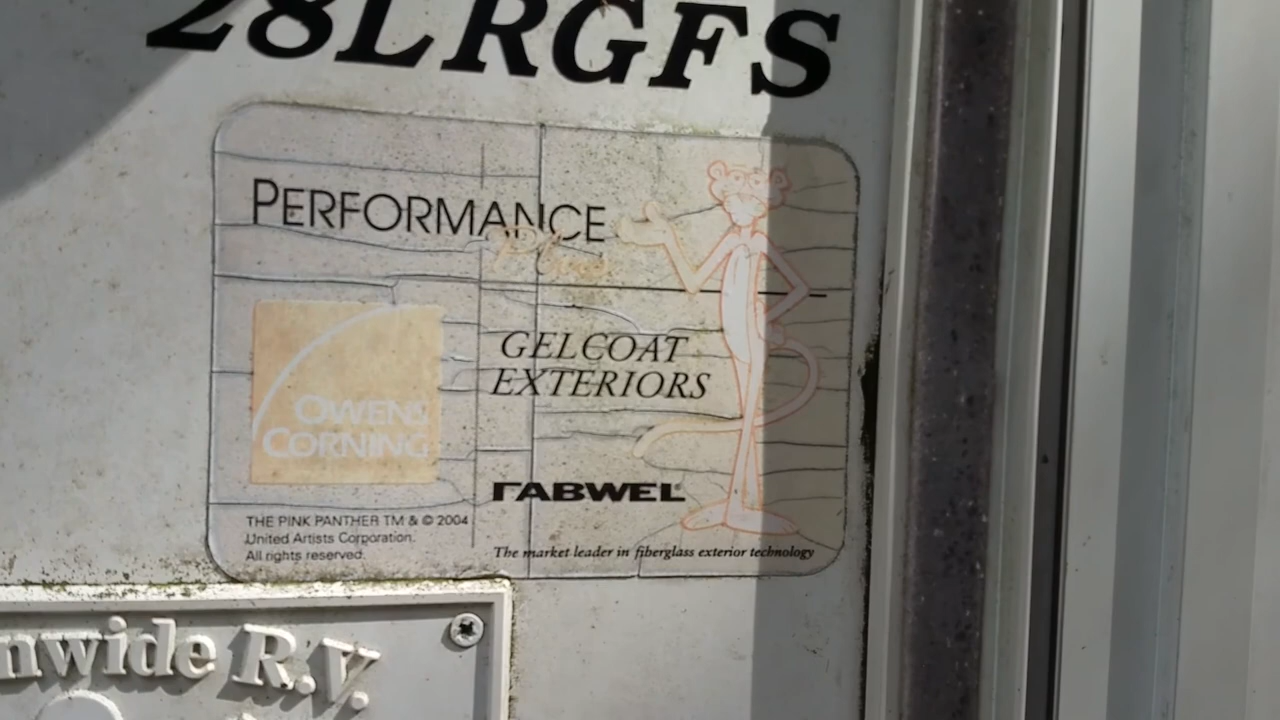 28LRGFS
PERFORMANCE
Plus
OWENS
CORNING
GELCOAT
EXTERIORS
FABWEL
THE PINK PANTHER TM & © 2004
United Artists Corporation.
All rights reserved.
The market leader in fiberglass exterior technology
nwide R.V.